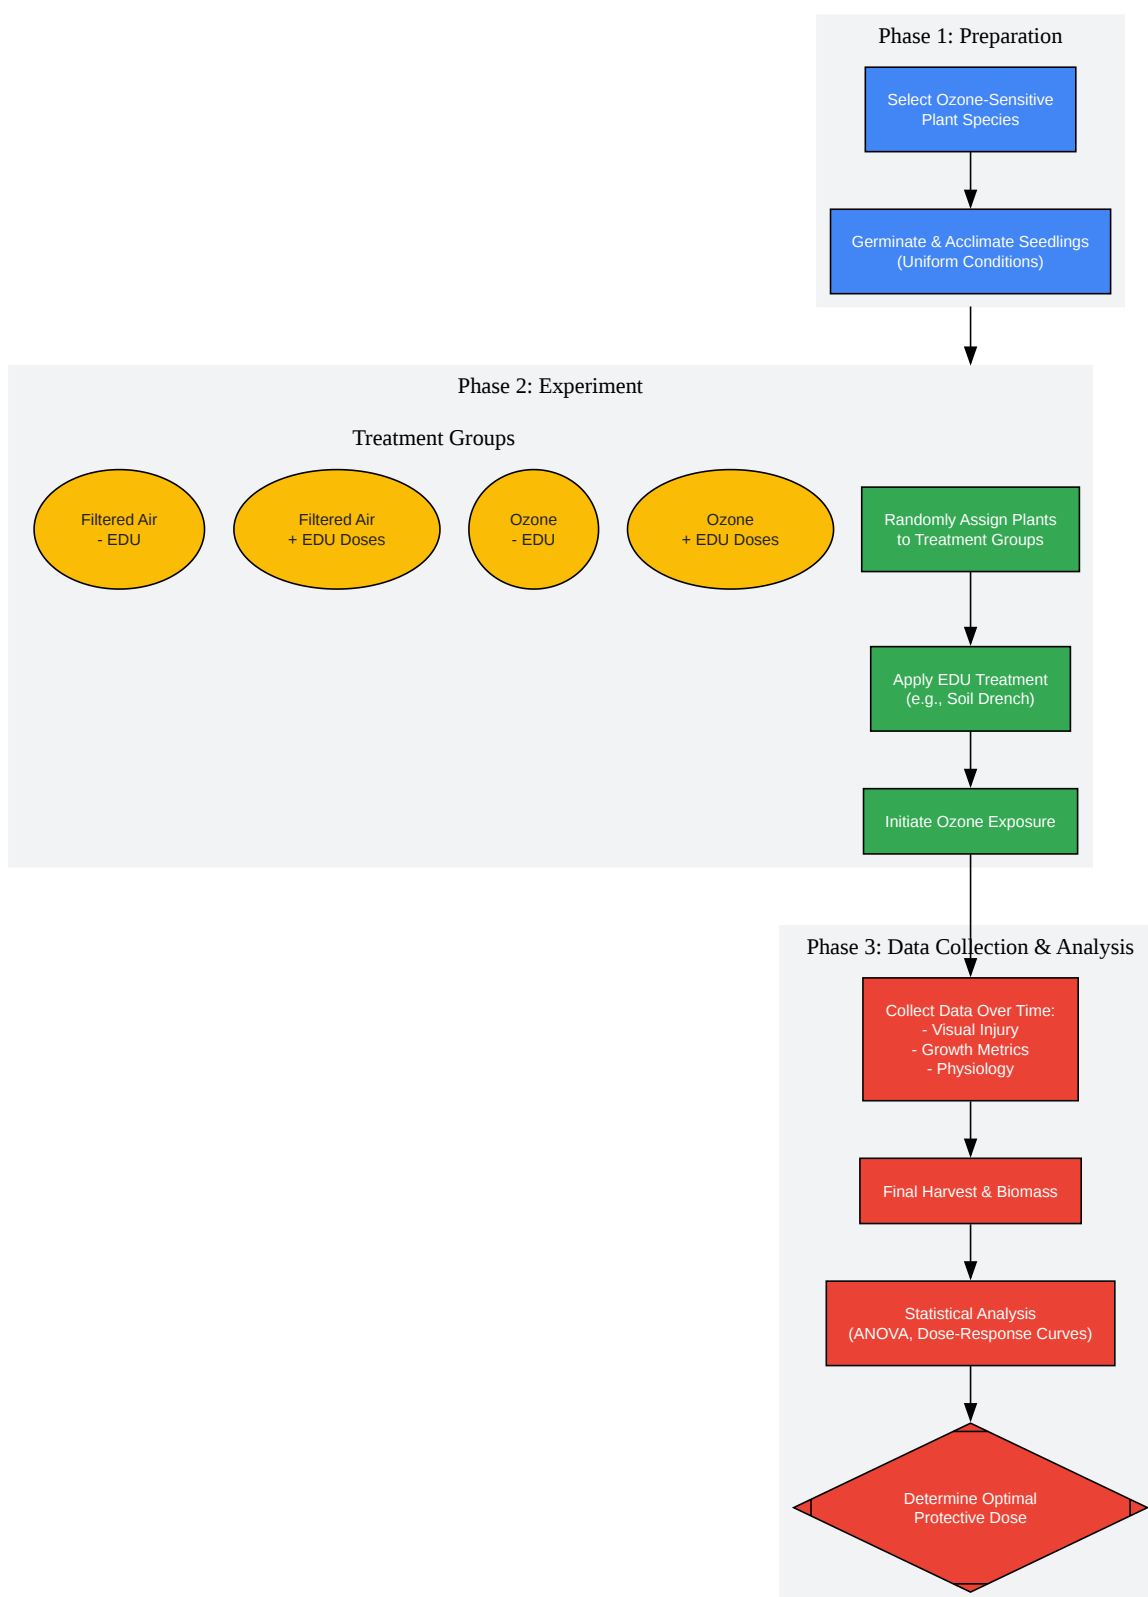 Phase 1: Preparation
Select Ozone-Sensitive
Plant Species
Germinate & Acclimate Seedlings
(Uniform Conditions)
Phase 2: Experiment
Treatment Groups
Filtered Air
- EDU
Filtered Air
+ EDU Doses
Ozone
- EDU
Ozone
+ EDU Doses
Randomly Assign Plants
to Treatment Groups
Apply EDU Treatment
(e.g., Soil Drench)
Initiate Ozone Exposure
Phase 3: Data Collection & Analysis
Collect Data Over Time:
- Visual Injury
- Growth Metrics
- Physiology
Final Harvest & Biomass
Statistical Analysis
(ANOVA, Dose-Response Curves)
Determine Optimal
Protective Dose